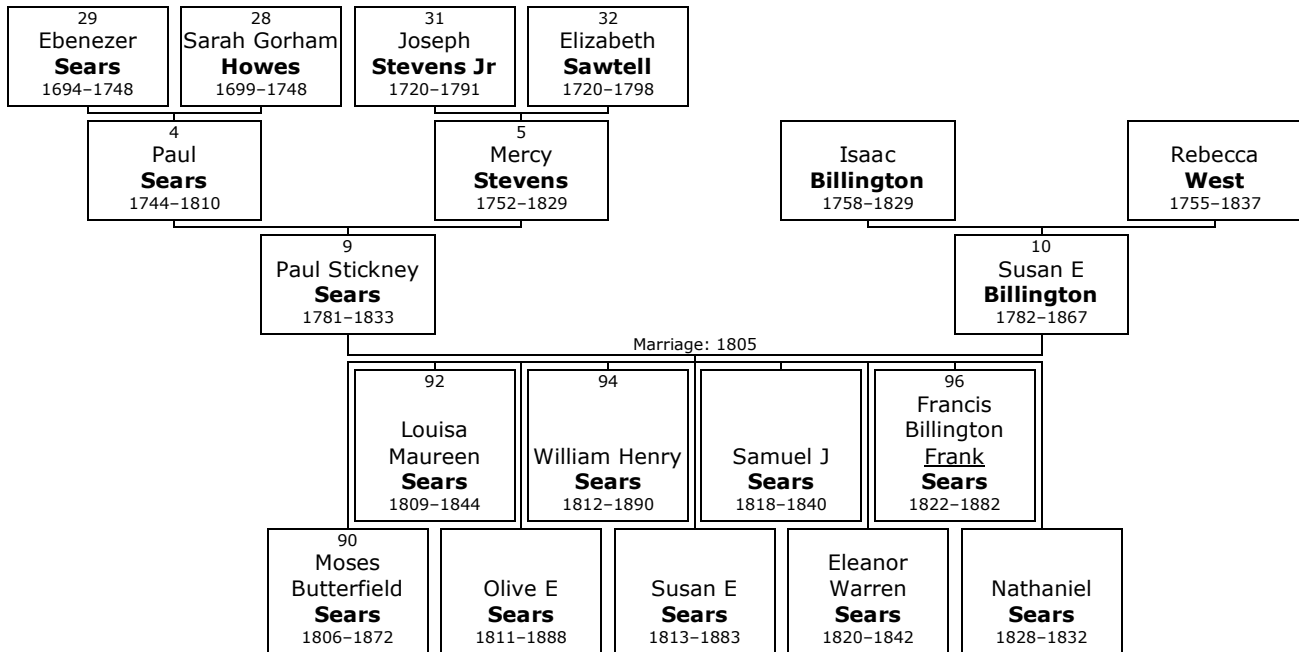 29
Ebenezer
Sears
1694–1748
28
Sarah Gorham
Howes
1699–1748
31
Joseph
Stevens Jr
1720–1791
32
Elizabeth
Sawtell
1720–1798
4
Paul
Sears
1744–1810
5
Mercy
Stevens
1752–1829
Isaac
Billington
1758–1829
Rebecca
West
1755–1837
9
Paul Stickney
Sears
1781–1833
10
Susan E
Billington
1782–1867
Marriage: 1805
92
Louisa
Maureen
Sears
1809–1844
94
William Henry
Sears
1812–1890
Samuel J
Sears
1818–1840
96
Francis
Billington
Frank
Sears
1822–1882
90
Moses
Butterfield
Sears
1806–1872
Olive E
Sears
1811–1888
Susan E
Sears
1813–1883
Eleanor
Warren
Sears
1820–1842
Nathaniel
Sears
1828–1832